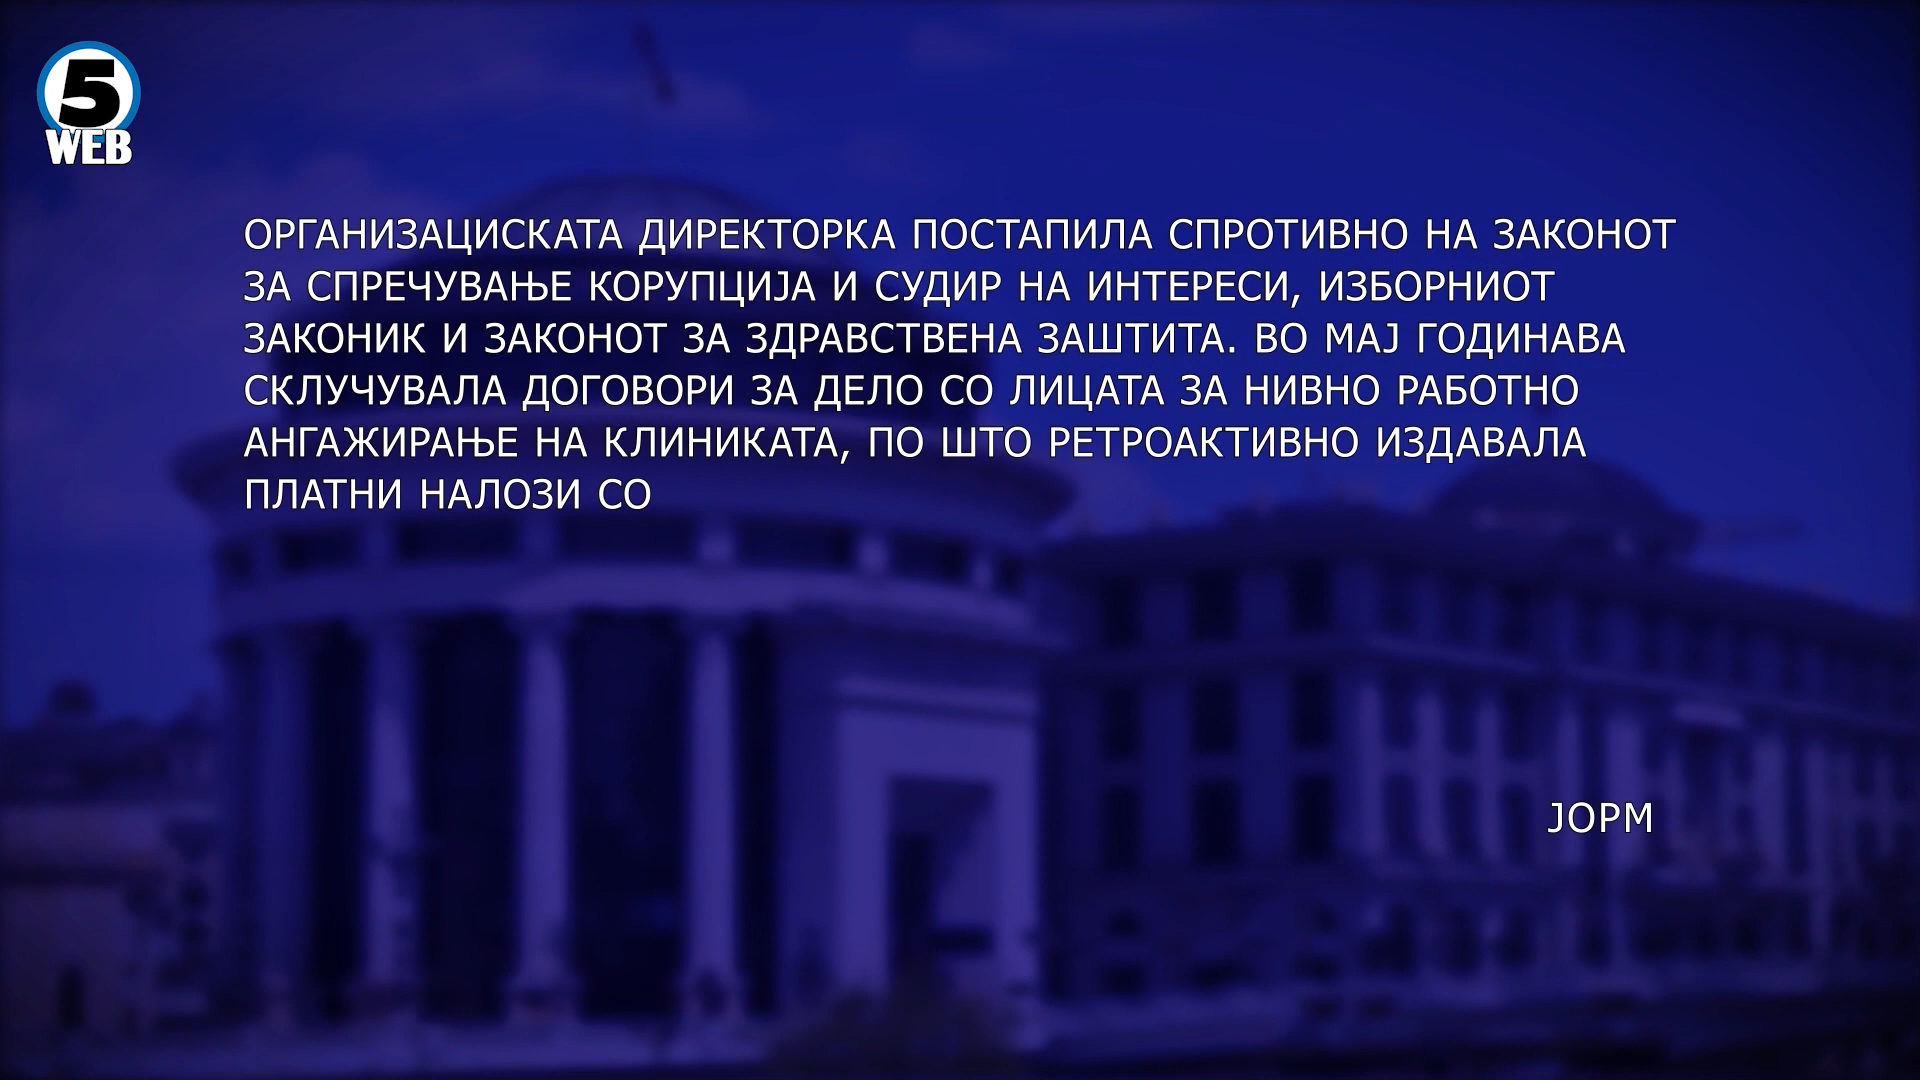 5
WEB
ОРГАНИЗАЦИСКАТА ДИРЕКТОРКА ПОСТАПИЛА СПРОТИВНО НА ЗАКОНОТ
ЗА СПРЕЧУВАЊЕ КОРУПЦИЈА И СУДИР НА ИНТЕРЕСИ, ИЗБОРНИОТ
ЗАКОНИК И ЗАКОНОТ ЗА ЗДРАВСТВЕНА ЗАШТИТА. ВО МАЈ ГОДИНАВА
СКЛУЧУВАЛА ДОГОВОРИ ЗА ДЕЛО СО ЛИЦАТА ЗА НИВНО РАБОТНО
АНГАЖИРАЊЕ НА КЛИНИКАТА, ПО ШТО РЕТРОАКТИВНО ИЗДАВАЛА
ПЛАТНИ НАЛОЗИ СО
ЈОРМ